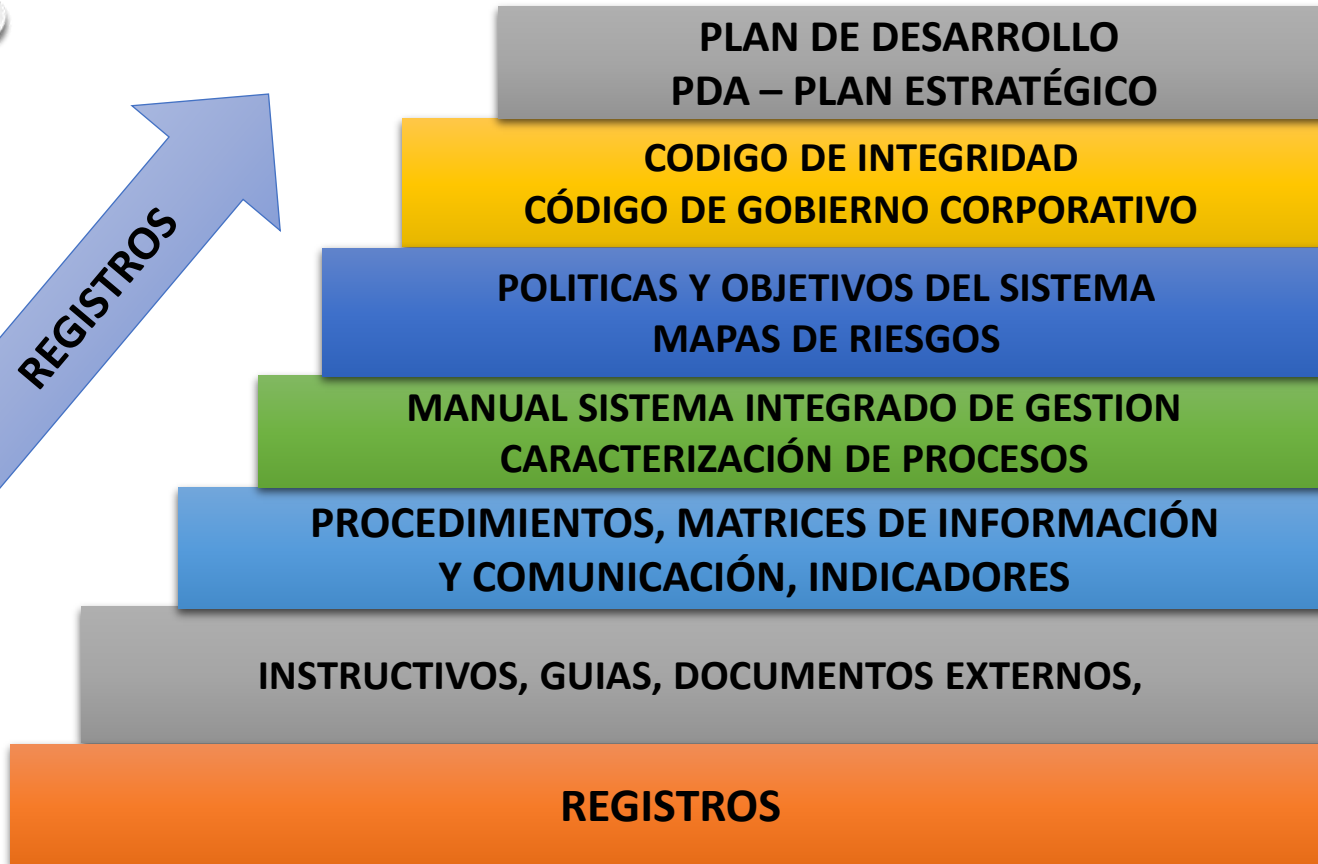 PLAN DE DESARROLLO
PDA – PLAN ESTRATÉGICO
CODIGO DE INTEGRIDAD
CÓDIGO DE GOBIERNO CORPORATIVO
REGISTROS
POLITICAS Y OBJETIVOS DEL SISTEMA
MAPAS DE RIESGOS
MANUAL SISTEMA INTEGRADO DE GESTION
CARACTERIZACIÓN DE PROCESOS
PROCEDIMIENTOS, MATRICES DE INFORMACIÓN
Y COMUNICACIÓN, INDICADORES
INSTRUCTIVOS, GUIAS, DOCUMENTOS EXTERNOS,
REGISTROS